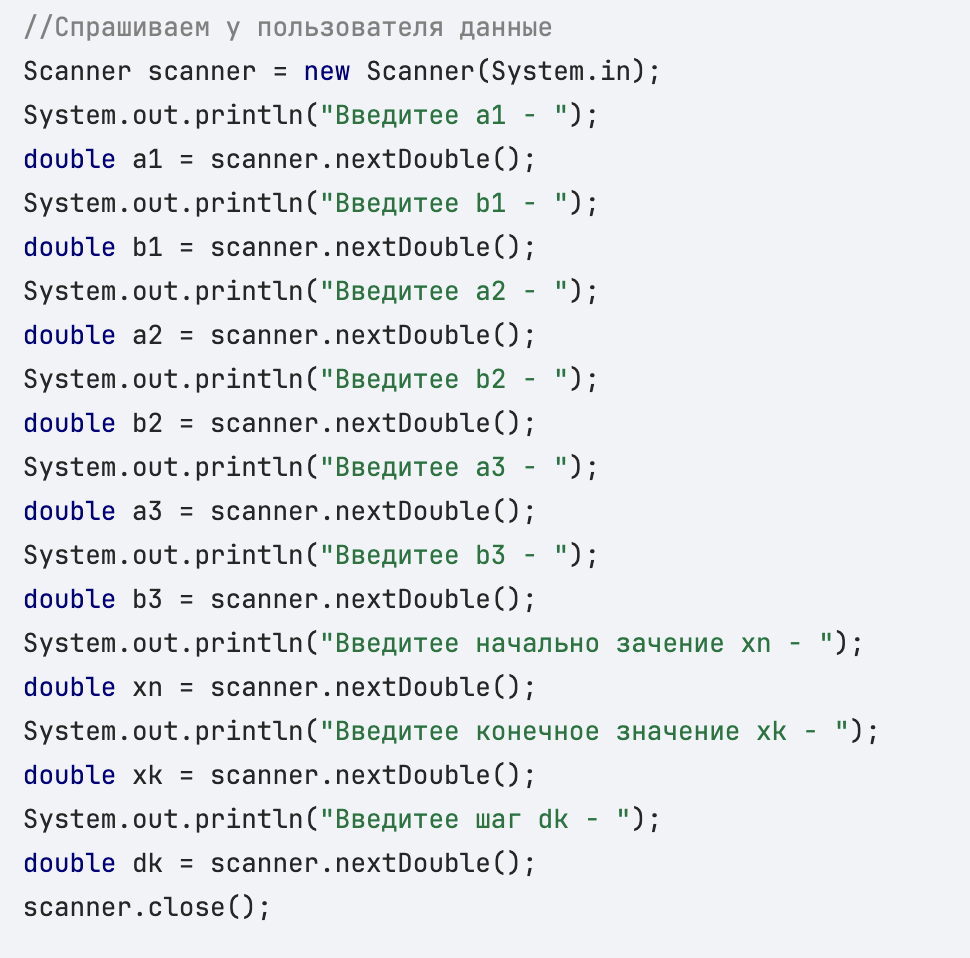 //Спрашиваем у пользователя данные
Scanner scanner = new Scanner(System.in);
System.out.println("Введитее a1 - ");
double a1 = scanner.nextDouble();
System.out.println("Введитее b1 - ");
double b1 = scanner.nextDouble();
System.out.println("Введитее a2 - ");
double a2 = scanner.nextDouble();
System.out.println("Введитее b2 - ");
double b2 = scanner.nextDouble();
System.out.println("Введитее a3 - ");
double a3 = scanner.nextDouble();
System.out.println("Введитее b3 - ");
double b3 = scanner.nextDouble();
System.out.println("Введитее начально зачение xn - ");
double xn = scanner.nextDouble();
System.out.println("Введитее конечное значение xk - ");
double xk = scanner.nextDouble();
System.out.println("Введитее шаг dk - ");
double dk = scanner.nextDouble();
scanner.close();